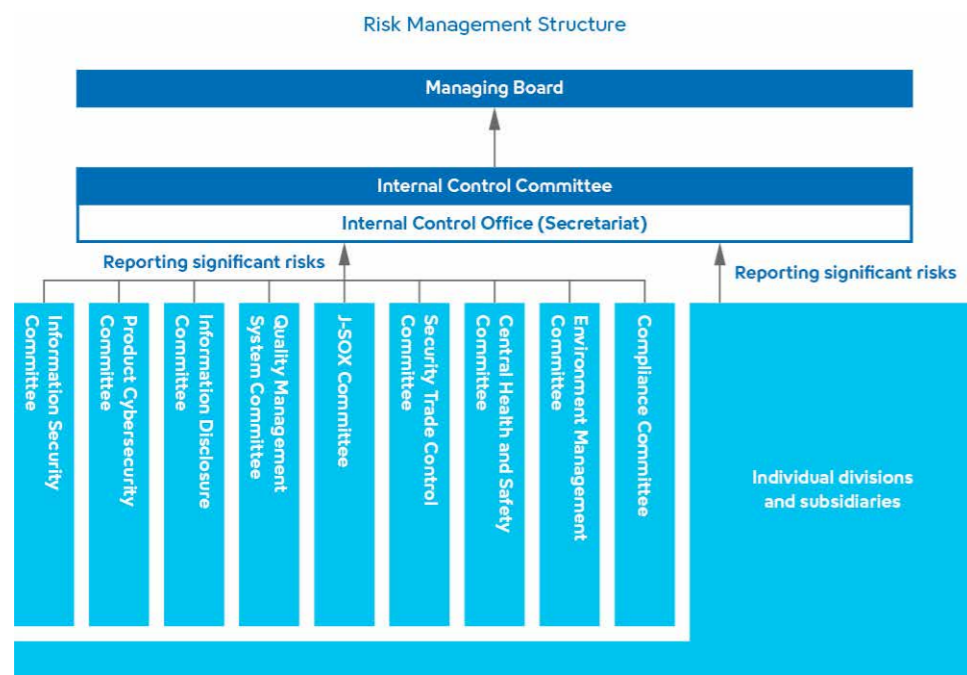 Risk Management Structure
Managing Board
Internal Control Committee
Internal Control Office (Secretariat)
Reporting significant risks
Reporting significant risks
Information Security
Committee
Product Cybersecurity
Committee
Information Disclosure
Committee
Quality Management
System Committee
J-SOX Committee
Security Trade Control
Committee
Central Health and Safety
Committee
Environment Management
Committee
Compliance Committee
Individual divisions
and subsidiaries